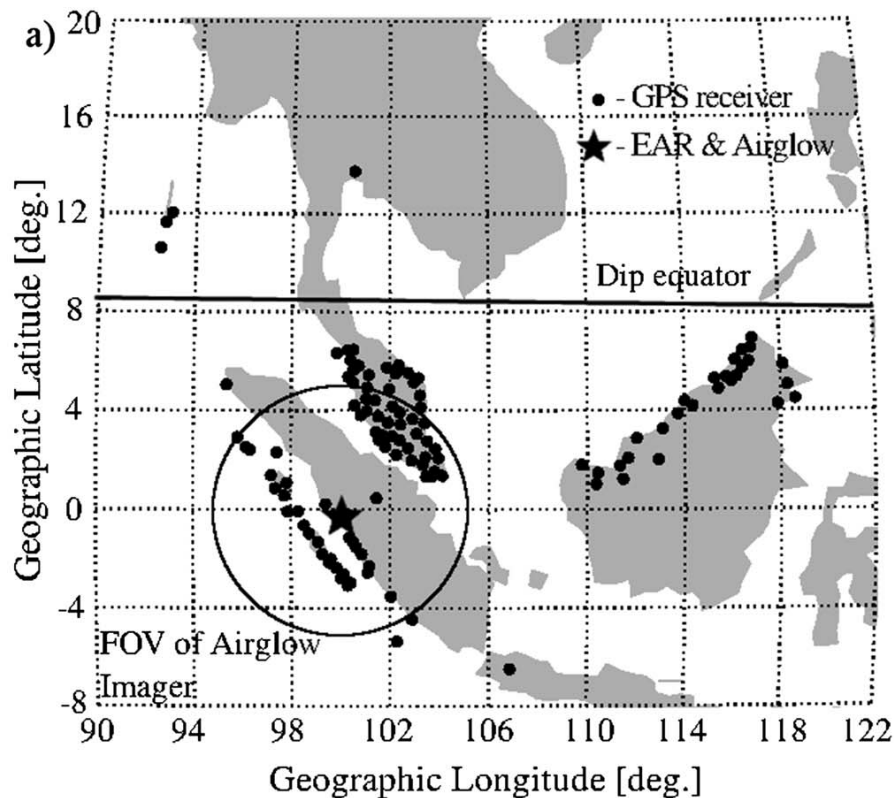 a)
20
16
12
8
4
0
-4
-8
Geographic Latitude [deg.]
- GPS receiver
- EAR & Airglow
Dip equator
FOV of Airglow
Imager
90 94 98 102 106 110 114 118 122
Geographic Longitude [deg.]